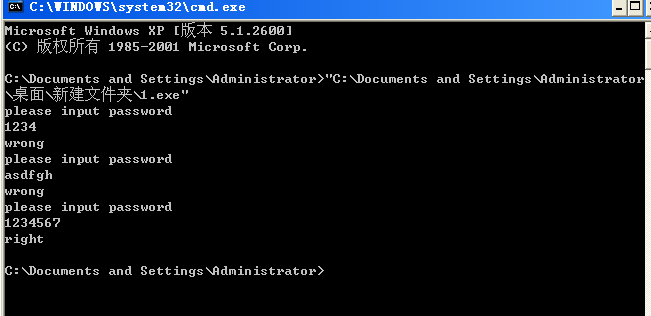 C:\WINDOWS\system32\cmd.exe
Microsoft Windows XP [版本 5.1.2600]
(C) 版权所有 1985-2001 Microsoft Corp.
C:\Documents and Settings\Administrator>"C:\Documents and Settings\Administrator
\桌面\新建文件夹\1.exe"
please input password
1234
wrong
please input password
asdfgh
wrong
please input password
1234567
right
C:\Documents and Settings\Administrator>